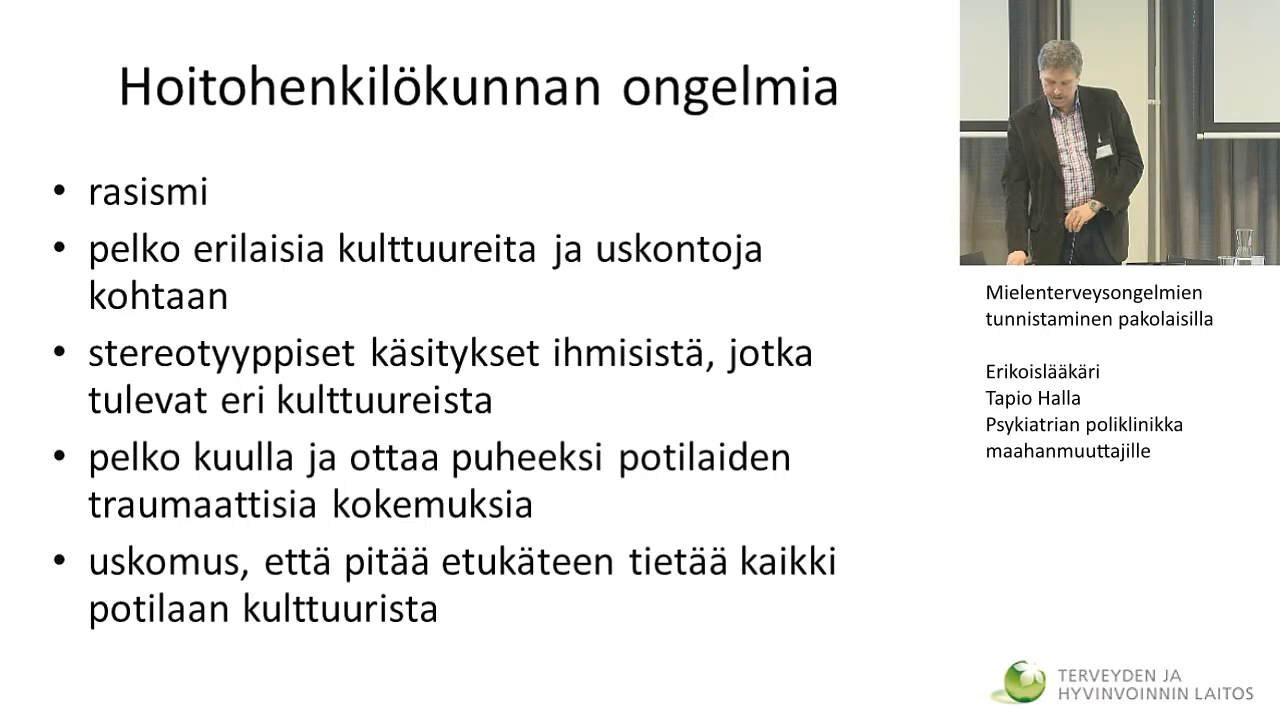 Hoitohenkilökunnan ongelmia
• rasismi
• pelko erilaisia kulttuureita ja uskontoja
kohtaan
• stereotyyppiset käsitykset ihmisistä, jotka
tulevat eri kulttuureista
• pelko kuulla ja ottaa puheeksi potilaiden
traumaattisia kokemuksia
• uskomus, että pitää etukäteen tietää kaikki
potilaan kulttuurista
Mielenterveysongelmien
tunnistaminen pakolaisilla
Erikoislääkäri
Tapio Halla
Psykiatrian poliklinikka
maahanmuuttajille
TERVEYDEN JA
HYVINVOINNIN LAITOS